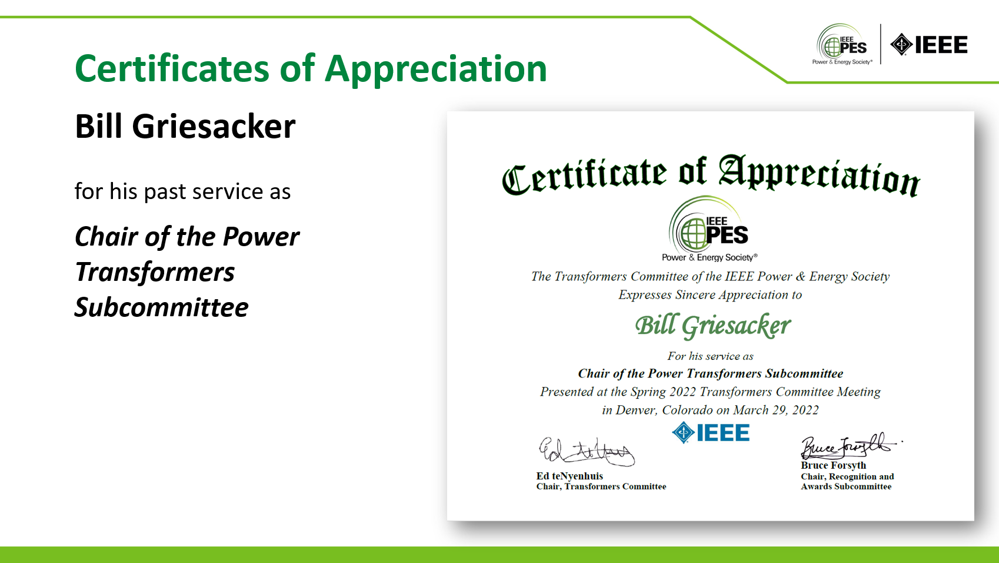 Certificates of Appreciation
IEEE
PES
Power & Energy Society®
IEEE
Bill Griesacker
for his past service as
Chair of the Power
Transformers
Subcommittee
Certificate of Appreciation
IEEE
PES
Power & Energy Society®
The Transformers Committee of the IEEE Power & Energy Society
Expresses Sincere Appreciation to
Bill Griesacker
For his service as
Chair of the Power Transformers Subcommittee
Presented at the Spring 2022 Transformers Committee Meeting
in Denver, Colorado on March 29, 2022
IEEE
Ed teNyenhuis
Bruce Forsyth
Ed teNyenhuis
Chair, Transformers Committee
Bruce Forsyth
Chair, Recognition and
Awards Subcommittee